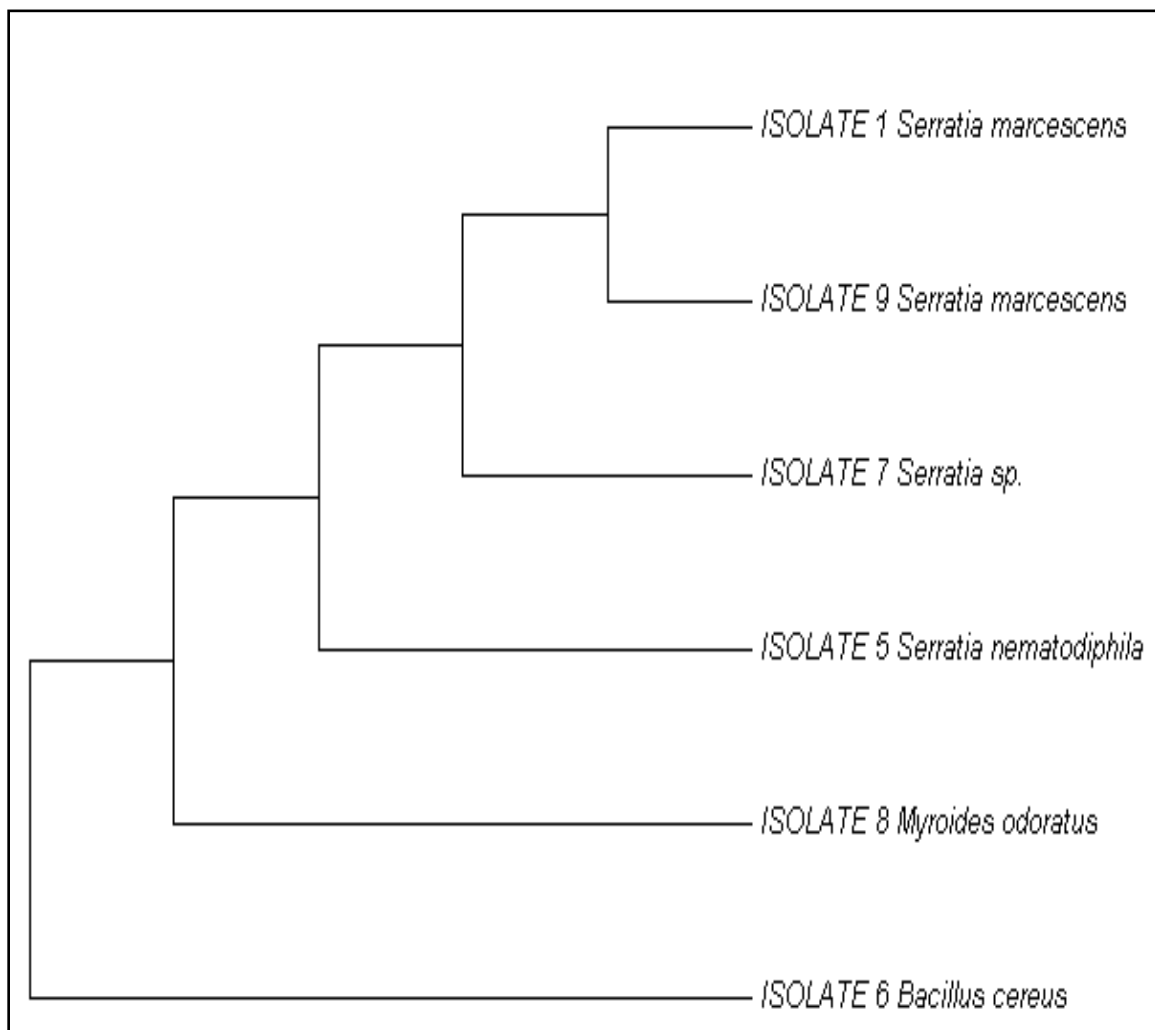 ISOLATE 1 Serratia marcescens
ISOLATE 9 Serratia marcescens
ISOLATE 7 Serratia sp.
ISOLATE 5 Serratia nematodiphila
ISOLATE 8 Myroides odoratus
ISOLATE 6 Bacillus cereus